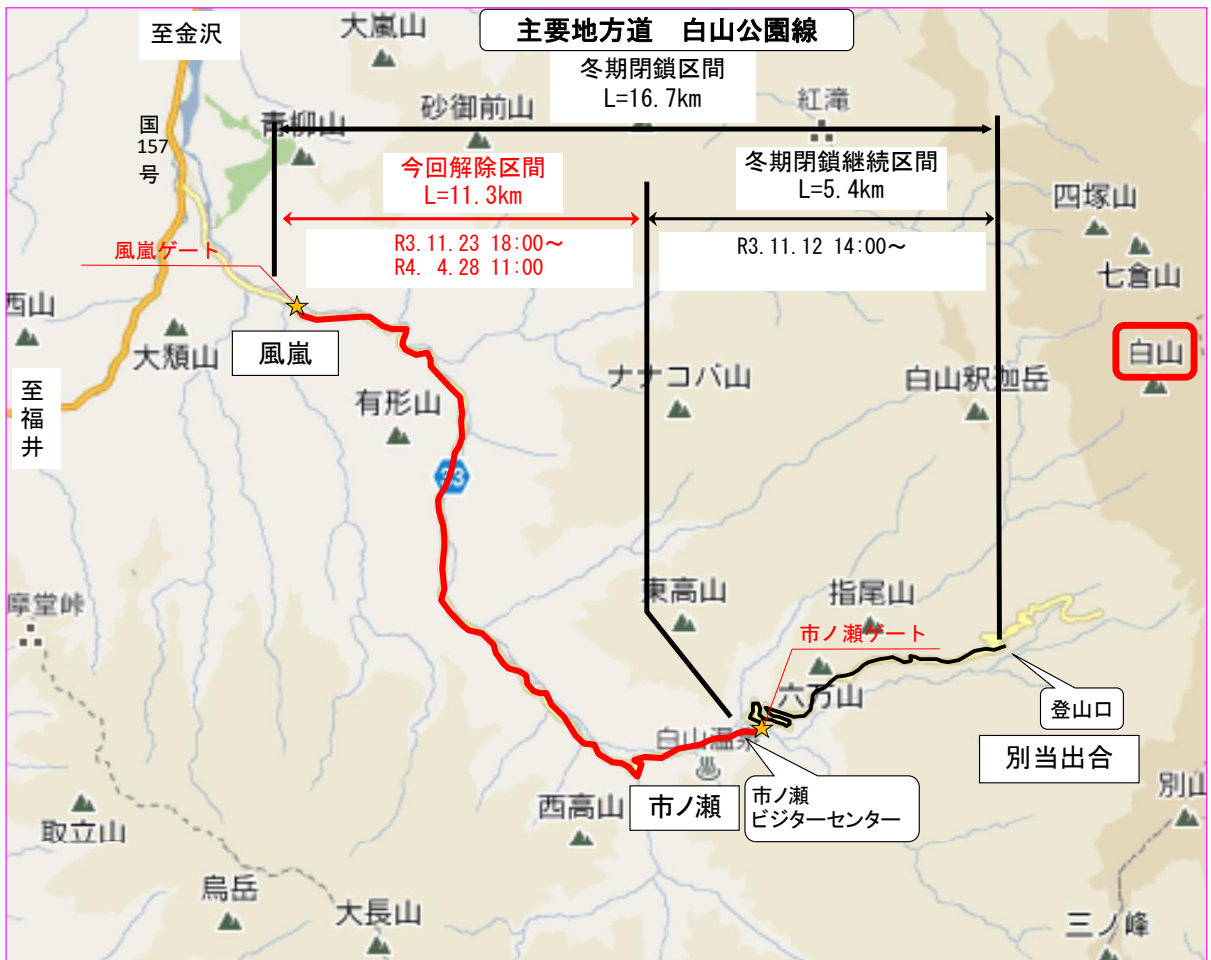 主要地方道　白山公園線
至金沢
大嵐山
冬期閉鎖区間
L=16.7km
紅滝
砂御前山
国
157
号
青柳山
今回解除区間
L=11.3km
冬期閉鎖継続区間
L=5.4km
四塚山
七倉山
R3.11.23 18:00～
R4. 4.28 11:00
R3.11.12 14:00～
風嵐ゲート
西山
大頽山
風嵐
白山
ナナコバ山
白山釈迦岳
有形山
至
福
井
33
東高山
指尾山
市ノ瀬ゲート
摩堂峠
六万山
登山口
白山温泉
別当出合
市ノ瀬
市ノ瀬
ビジターセンター
西高山
別山
取立山
烏岳
大長山
三ノ峰